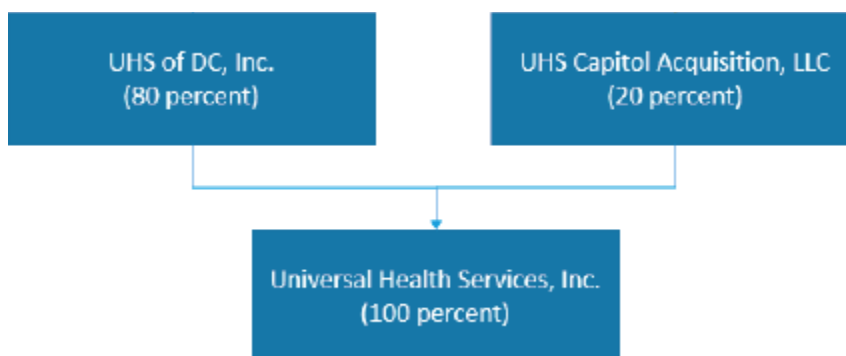 UHS of DC, Inc.
(80 percent)
UHS Capitol Acquisition, LLC
(20 percent)
Universal Health Services, Inc.
(100 percent)